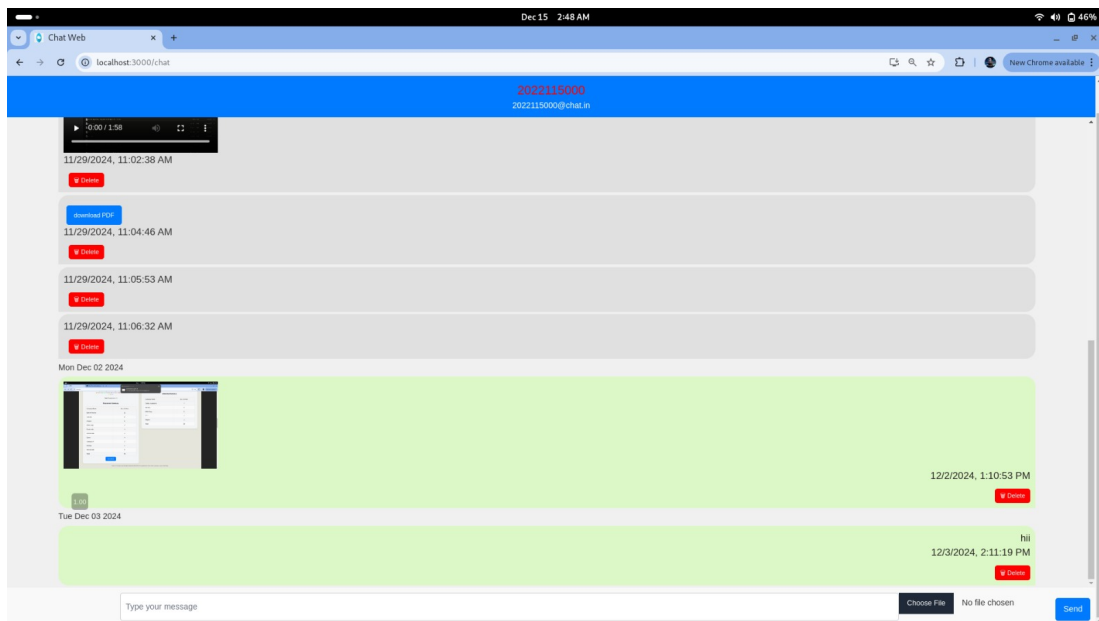 Dec 15 2:48 AM
46%
Chat Web
localhost:3000/chat
New Chrome available
2022115000
2022115000@chat.in
0:00 / 1:58
11/29/2024, 11:02:38 AM
Delete
download PDF
11/29/2024, 11:04:46 AM
Delete
11/29/2024, 11:05:53 AM
Delete
11/29/2024, 11:06:32 AM
Delete
Mon Dec 02 2024
12/2/2024, 1:10:53 PM
1.00
Delete
Tue Dec 03 2024
hii
12/3/2024, 2:11:19 PM
Delete
Type your message
Choose File No file chosen
Send